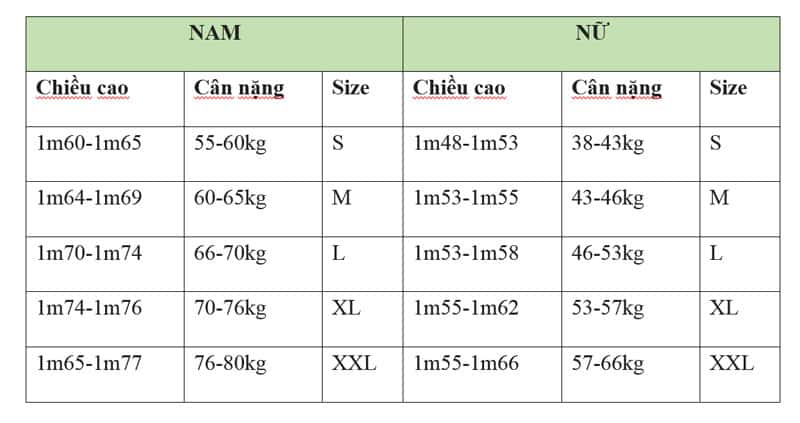 NAM NỮ
Chiều cao Cân nặng Size Chiều cao Cân nặng Size
1m60-1m65 55-60kg S 1m48-1m53 38-43kg S
1m64-1m69 60-65kg M 1m53-1m55 43-46kg M
1m70-1m74 66-70kg L 1m53-1m58 46-53kg L
1m74-1m76 70-76kg XL 1m55-1m62 53-57kg XL
1m65-1m77 76-80kg XXL 1m55-1m66 57-66kg XXL